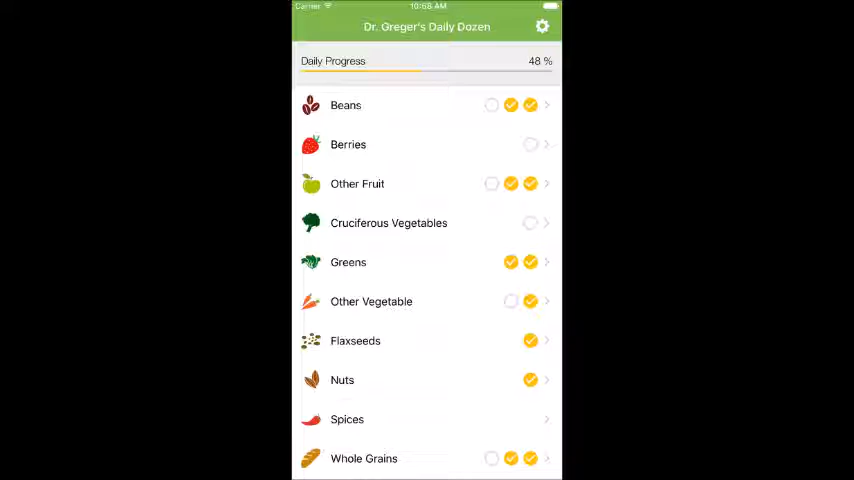 Carrier 10:58 AM
Dr. Greger's Daily Dozen
Daily Progress 48 %
Beans
Berries
Other Fruit
Cruciferous Vegetables
Greens
Other Vegetable
Flaxseeds
Nuts
Spices
Whole Grains